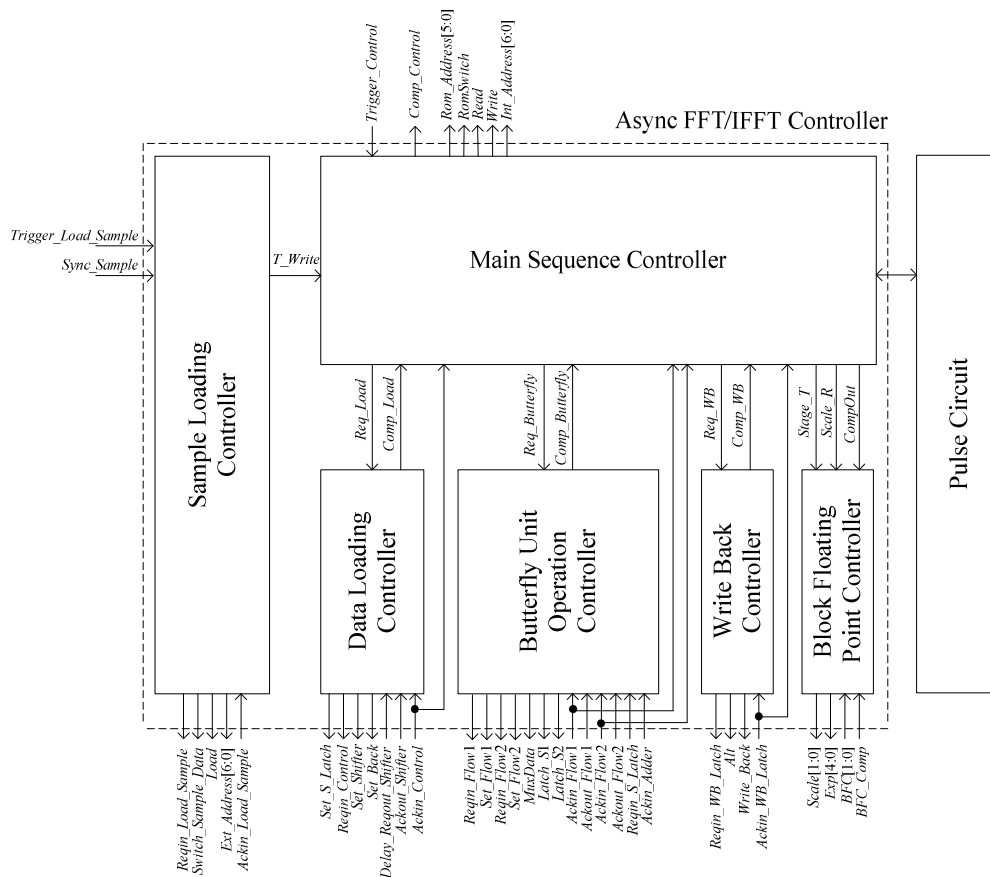 Trigger_Control
Comp_Control
Rom_Address[5:0]
RomSwitch
Read
Write
Int_Address[6:0]
Async FFT/IFFT Controller
Trigger_Load_Sample
Sync_Sample
T_Write
Sample Loading
Controller
Main Sequence Controller
Pulse Circuit
Req_Load
Comp_Load
Req_Butterfly
Comp_Butterfly
Req_WB
Comp_WB
Stage_T
Scale_R
CompOut
Data Loading
Controller
Butterfly Unit
Operation
Controller
Write Back
Controller
Block Floating
Point Controller
Reqin_Load_Sample
Switch_Sample_Data
Load
Ext_Address[6:0]
Ackin_Load_Sample
Set_S_Latch
Reqin_Control
Set_Shifter
Set_Back
Delay_Reqout_Shifter
Ackout_Shifter
Ackin_Control
Reqin_Flow1
Set_Flow1
Reqin_Flow2
Set_Flow2
MuxData
Latch_S1
Latch_S2
Ackin_Flow1
Ackout_Flow1
Ackin_Flow2
Ackout_Flow2
Reqin_S_Latch
Ackin_Adder
Reqin_WB_Latch
Alt
Write_Back
Ackin_WB_Latch
Scale[1:0]
Exp[4:0]
BFC[1:0]
BFC_Comp